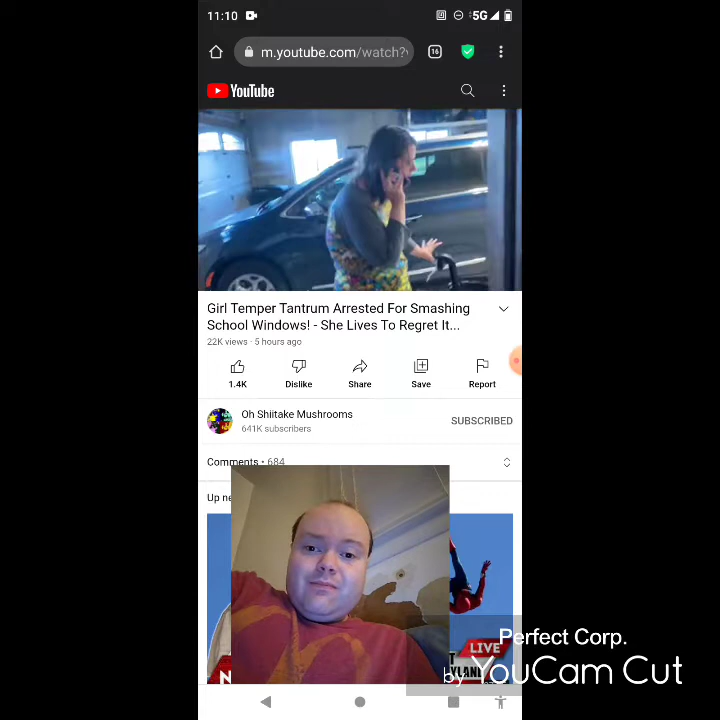 11:10
5G
m.youtube.com/watch?v
16
YouTube
Girl Temper Tantrum Arrested For Smashing
School Windows! - She Lives To Regret It...
22K views · 5 hours ago
1.4K
Dislike
Share
Save
Report
Oh Shiitake Mushrooms
641K subscribers
SUBSCRIBED
Comments • 684
Up ne
LIVE
Perfect Corp.
by YouCam Cut